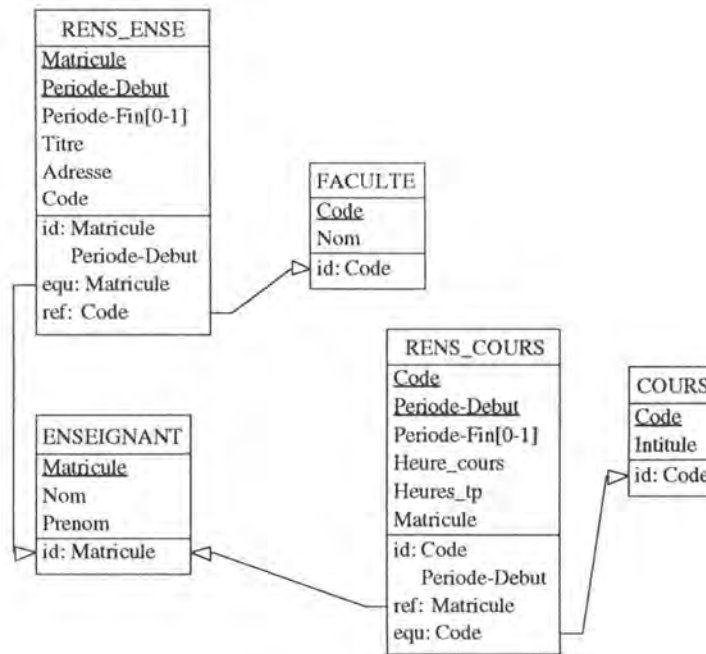 RENS_ENSE
Matricule
Periode-Debut
Periode-Fin[0-1]
Titre
Adresse
Code
id: Matricule
Periode-Debut
equ: Matricule
ref: Code
FACULTE
Code
Nom
id: Code
ENSEIGNANT
Matricule
Nom
Prenom
id: Matricule
RENS_COURS
Code
Periode-Debut
Periode-Fin[0-1]
Heure_cours
Heures_tp
Matricule
id: Code
Periode-Debut
ref: Matricule
equ: Code
COURS
Code
Intitule
id: Code